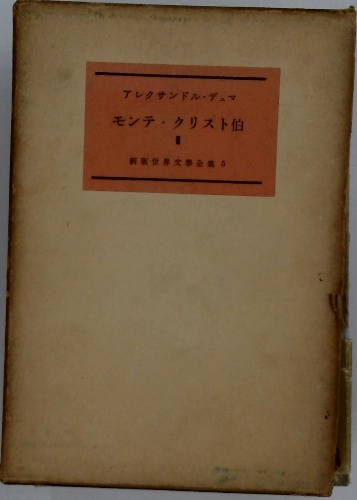 アレクサンドル・デュマ
モンテ・クリスト伯
新版世界文學全集 5